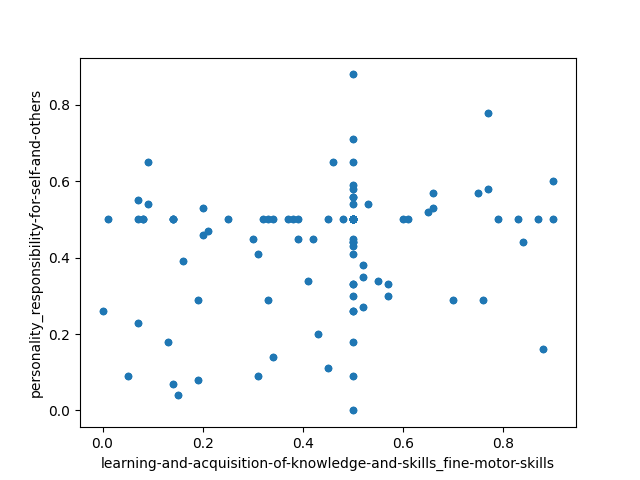 personality_responsibility-for-self-and-others
0.8
0.6
0.4
0.2
0.0
0.0 0.2 0.4 0.6 0.8
learning-and-acquisition-of-knowledge-and-skills_fine-motor-skills